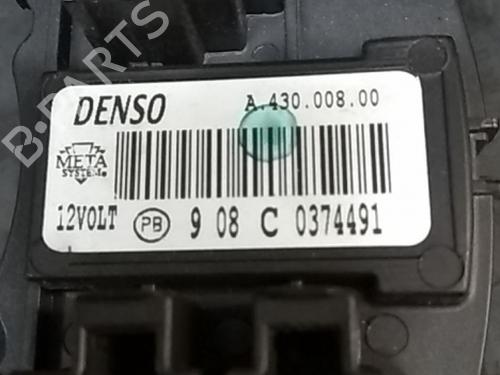 B-PARTS
DENSO
A.430.008.00
META
SYSTEM
12VOLT
PB
9 08 C 0374491